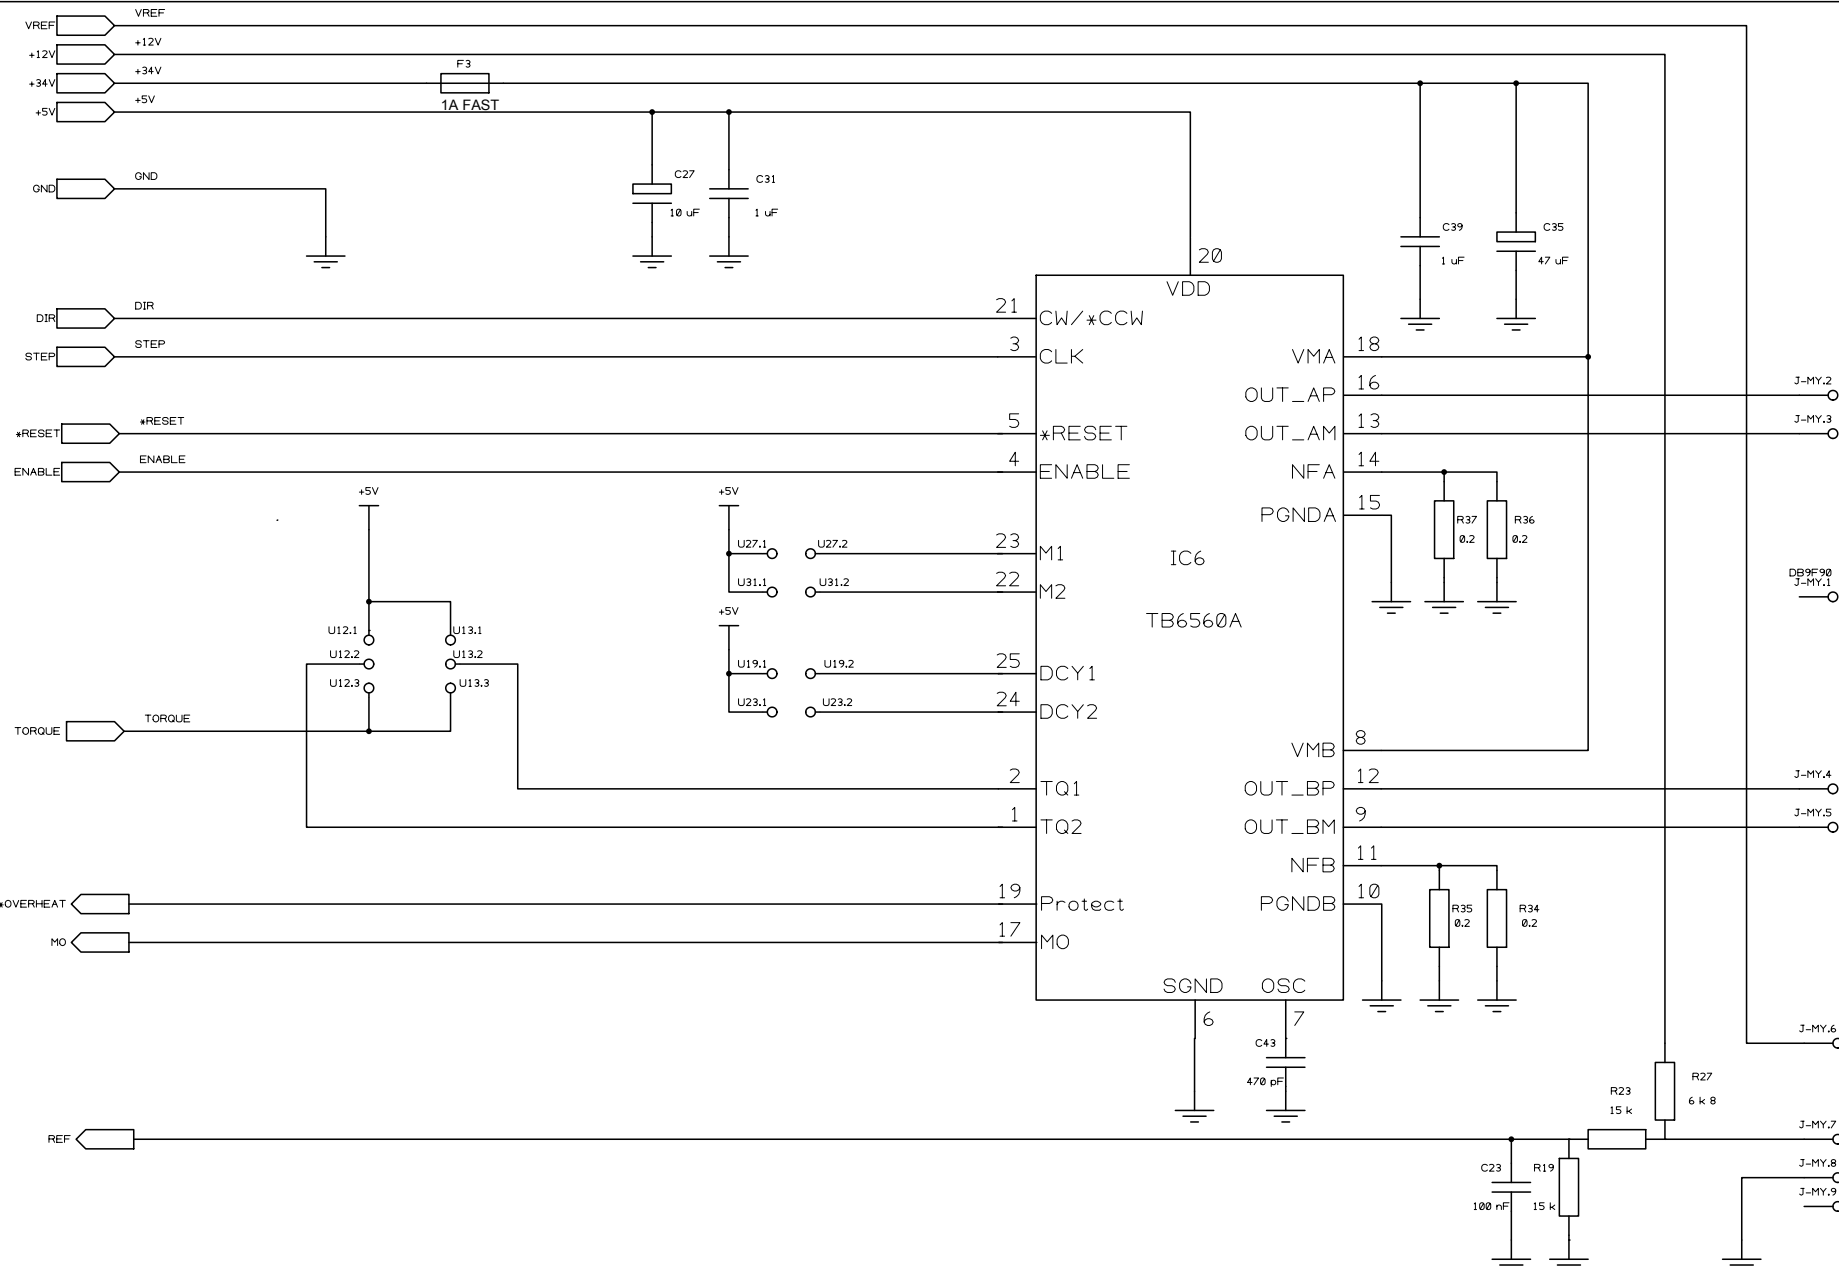 VREF
VREF
+12V
+12V
+34V
+34V
F3
1A FAST
+5V
+5V
GND
GND
C27
10 uF
C31
1 uF
C39
1 uF
C35
47 uF
20
VDD
DIR
DIR
21
CW/*CCW
STEP
STEP
3
CLK
VMA
18
OUT_AP
16
J-MY.2
*RESET
*RESET
5
*RESET
OUT_AM
13
J-MY.3
ENABLE
ENABLE
4
ENABLE
NFA
14
PGNDA
15
R37
0.2
R36
0.2
+5V
+5V
U27.1
U27.2
23
M1
IC6
U31.1
U31.2
22
M2
TB6560A
DB9F90
J-MY.1
+5V
U12.1
U13.1
U12.2
U13.2
U12.3
U13.3
U19.1
U19.2
25
DCY1
U23.1
U23.2
24
DCY2
TORQUE
TORQUE
VMB
8
2
TQ1
OUT_BP
12
J-MY.4
1
TQ2
OUT_BM
9
J-MY.5
NFB
11
*OVERHEAT
19
Protect
PGNDB
10
R35
0.2
R34
0.2
MO
17
MO
SGND
OSC
6
7
C43
470 pF
J-MY.6
R27
6 k 8
R23
15 k
REF
J-MY.7
C23
100 nF
R19
15 k
J-MY.8
J-MY.9